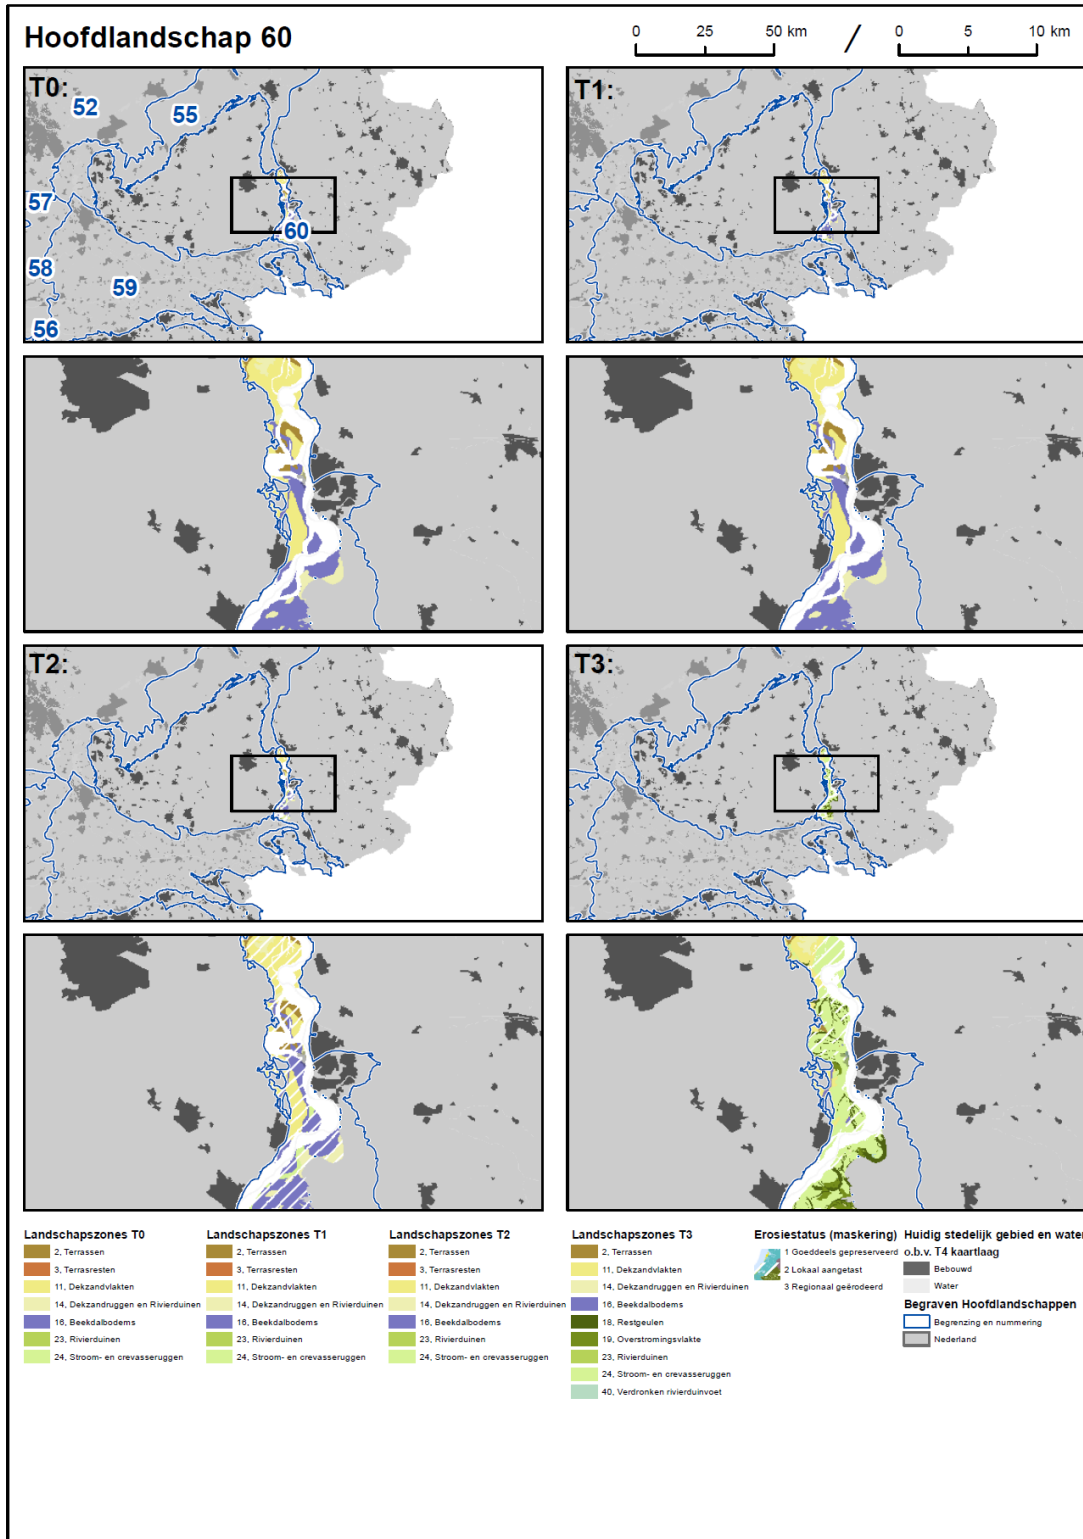 Hoofdlandschap 60
0 25 50 km / 0 5 10 km
T0:
52
55
57
60
58
59
56
T1:
T2:
T3:
Landschapszones T0
2, Terrassen
3, Terrasresten
11, Dekzandvlakten
14, Dekzandruggen en Rivierduinen
16, Beekdalbodems
23, Rivierduinen
24, Stroom- en crevasseruggen
Landschapszones T1
2, Terrassen
3, Terrasresten
11, Dekzandvlakten
14, Dekzandruggen en Rivierduinen
16, Beekdalbodems
23, Rivierduinen
24, Stroom- en crevasseruggen
Landschapszones T2
2, Terrassen
3, Terrasresten
11, Dekzandvlakten
14, Dekzandruggen en Rivierduinen
16, Beekdalbodems
23, Rivierduinen
24, Stroom- en crevasseruggen
Landschapszones T3
2, Terrassen
11, Dekzandvlakten
14, Dekzandruggen en Rivierduinen
16, Beekdalbodems
18, Restgeulen
19, Overstromingsvlakte
23, Rivierduinen
24, Stroom- en crevasseruggen
40, Verdronken rivierduinvoet
Erosiestatus (maskering)
1 Goeddeels gepreserveerd
2 Lokaal aangetast
3 Regionaal geërodeerd
Huidig stedelijk gebied en water
o.b.v. T4 kaartlaag
Bebouwd
Water
Begraven Hoofdlandschappen
Begrenzing en nummering
Nederland